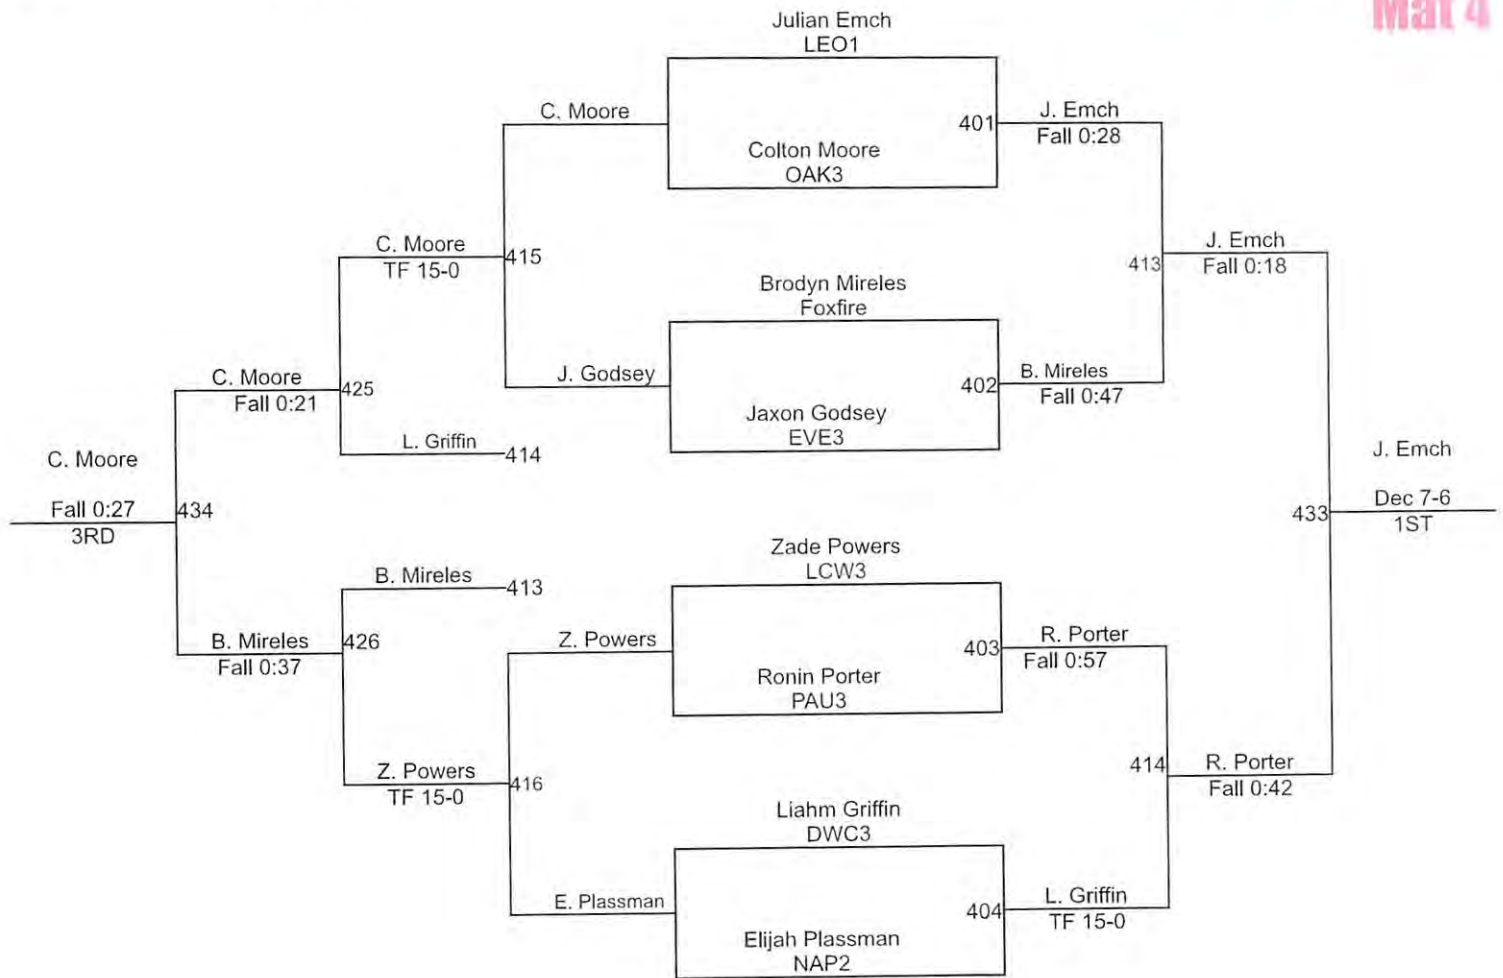 Mat 4
Julian Emch
LEO1
C. Moore
401
J. Emch
Fall 0:28
Colton Moore
OAK3
C. Moore
TF 15-0
415
413
J. Emch
Fall 0:18
Brodyn Mireles
Foxfire
C. Moore
Fall 0:21
425
J. Godsey
402
B. Mireles
Fall 0:47
Jaxon Godsey
EVE3
L. Griffin
414
C. Moore
Fall 0:27
3RD
434
J. Emch
433
Dec 7-6
1ST
Zade Powers
LCW3
B. Mireles
413
B. Mireles
Fall 0:37
426
Z. Powers
403
R. Porter
Fall 0:57
Ronin Porter
PAU3
Z. Powers
TF 15-0
416
414
R. Porter
Fall 0:42
Liahm Griffin
DWC3
E. Plassman
404
L. Griffin
TF 15-0
Elijah Plassman
NAP2